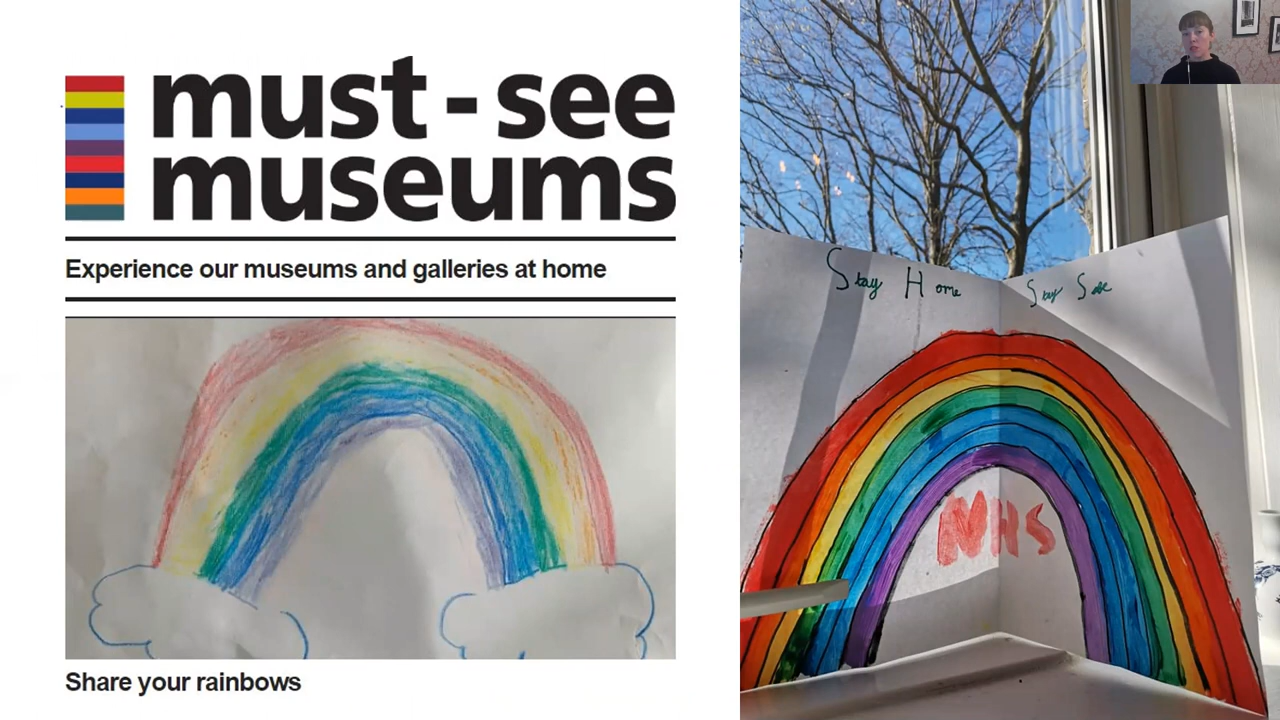 must-see
museums
Experience our museums and galleries at home
Share your rainbows
Stay Home Stay Safe
NHS